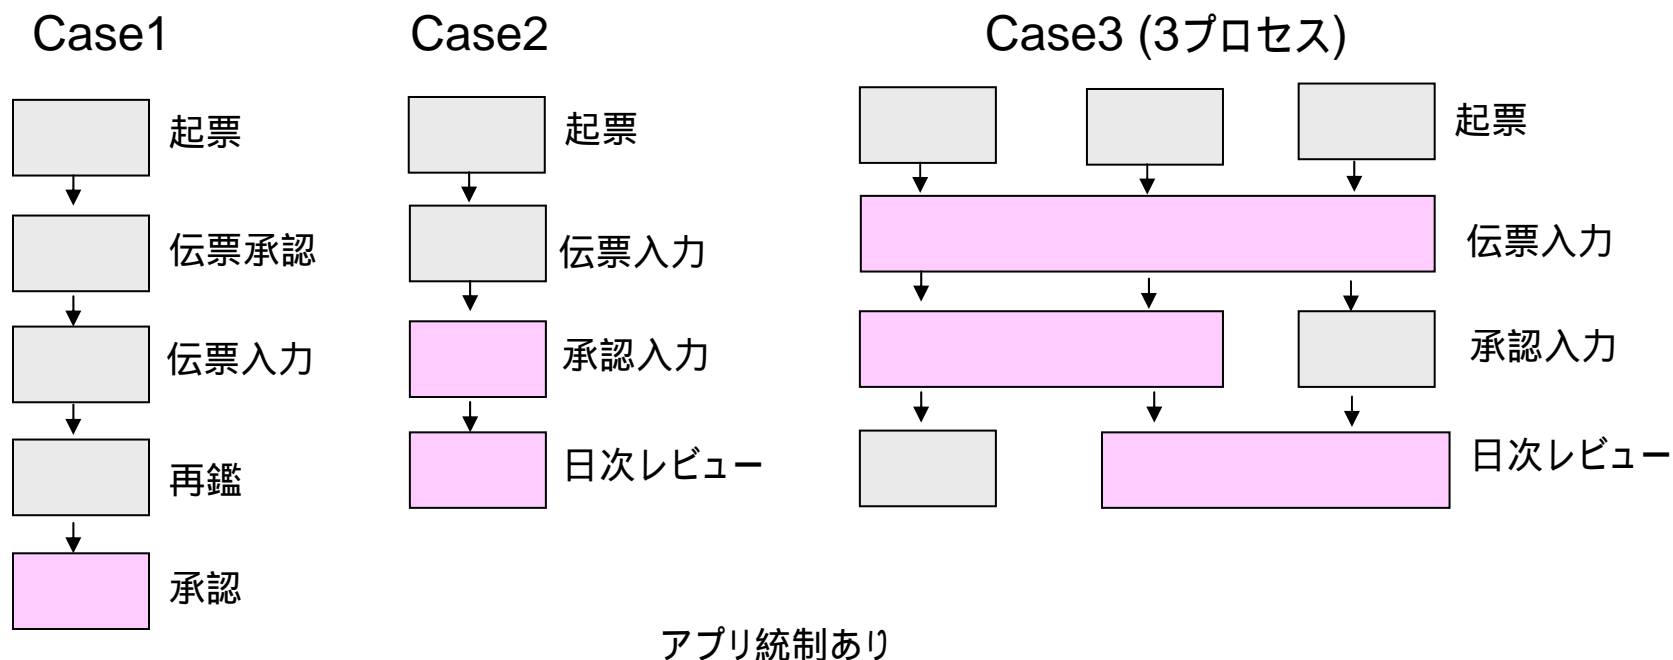 Case1
起票
伝票承認
伝票入力
再鑑
承認
Case2
起票
伝票入力
承認入力
日次レビュー
Case3 (3プロセス)
起票
伝票入力
承認入力
日次レビュー
アプリ統制あり